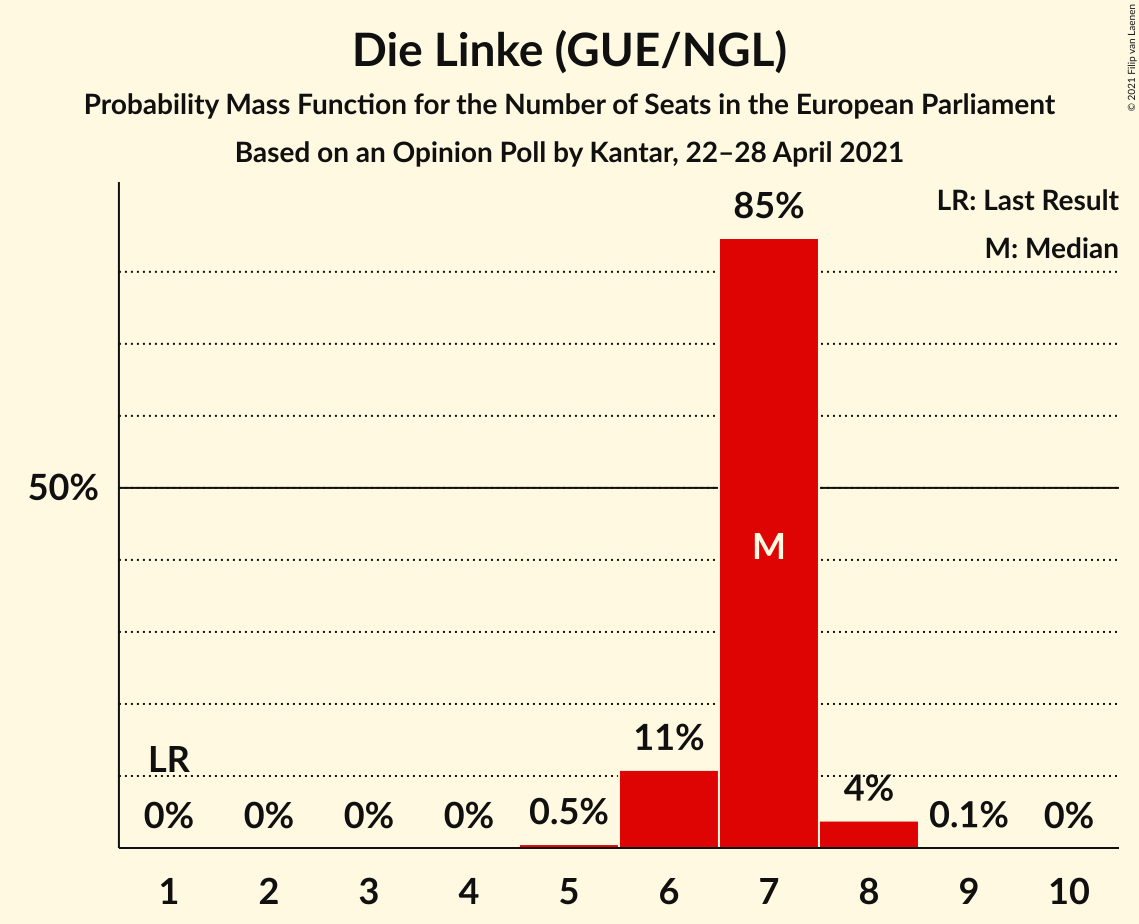 Die Linke (GUE/NGL)
Probability Mass Function for the Number of Seats in the European Parliament
Based on an Opinion Poll by Kantar, 22–28 April 2021
© 2021 Filip van Laenen
LR: Last Result
M: Median
85%
50%
M
11%
LR
4%
0%
0%
0%
0%
0.5%
0.1%
0%
1 2 3 4 5 6 7 8 9 10